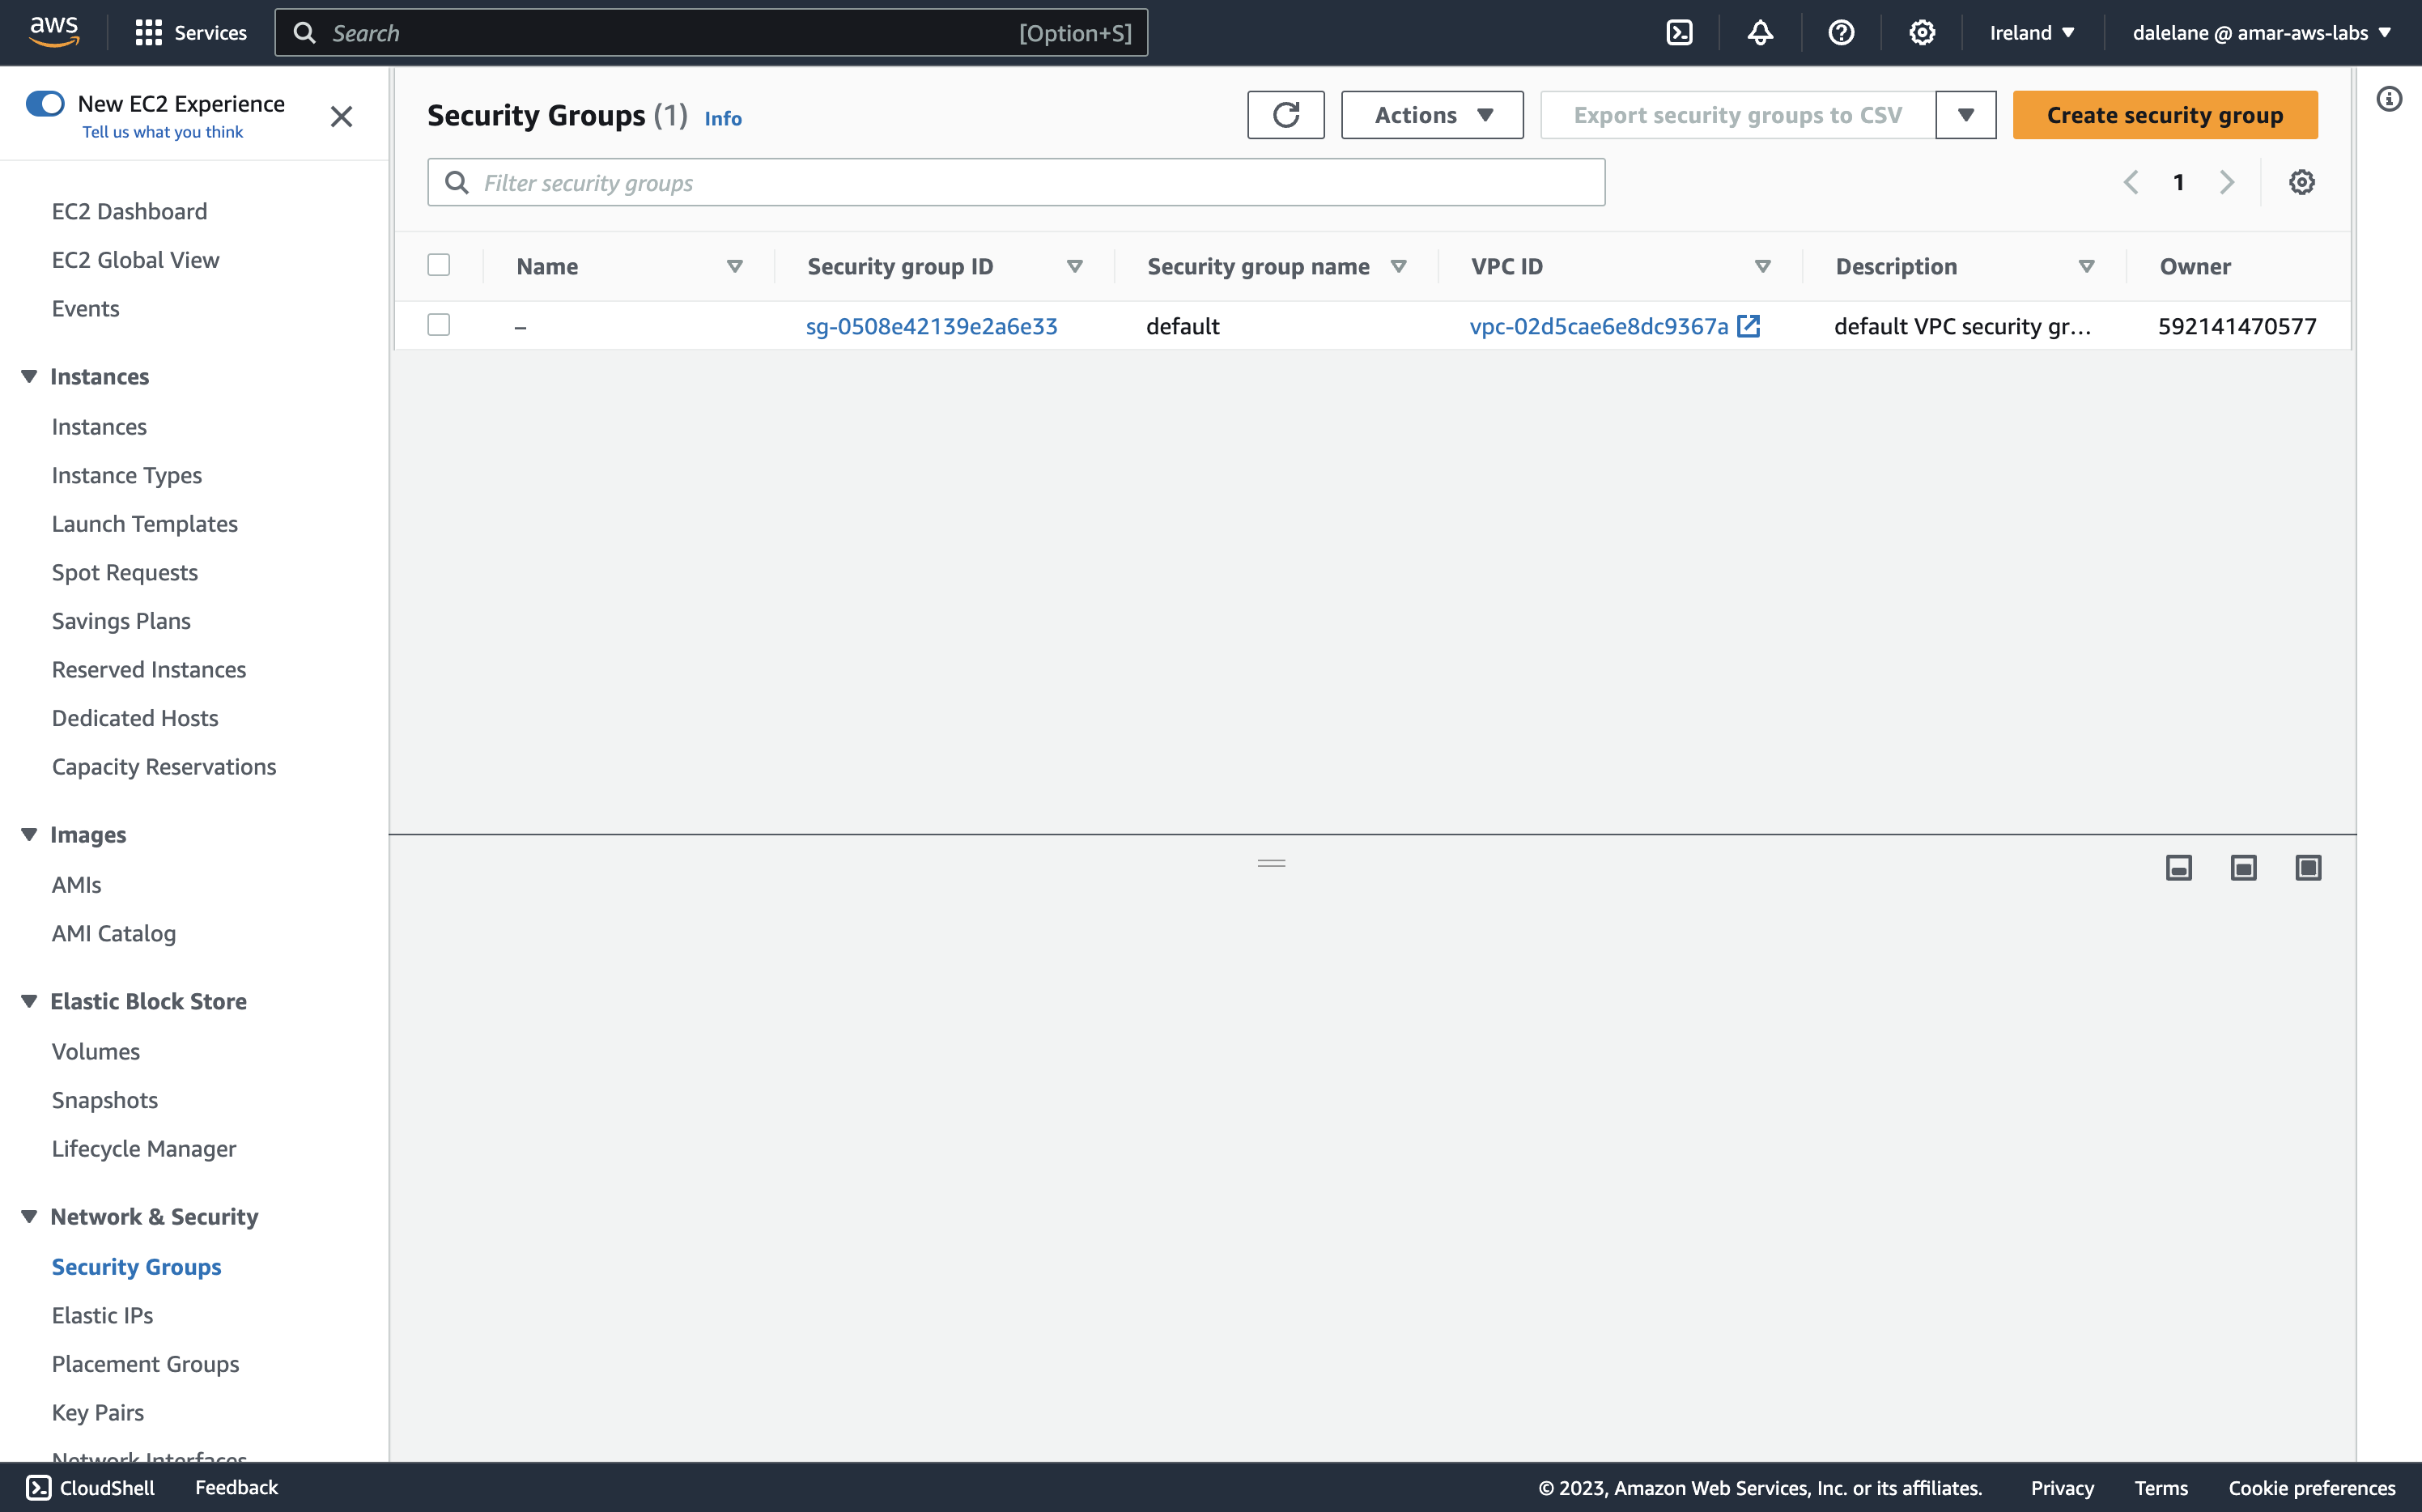 aws
Services
Search
[Option+S]
Ireland
dalelane @ amar-aws-labs
New EC2 Experience
Tell us what you think
EC2 Dashboard
EC2 Global View
Events
Instances
Instances
Instance Types
Launch Templates
Spot Requests
Savings Plans
Reserved Instances
Dedicated Hosts
Capacity Reservations
Images
AMIs
AMI Catalog
Elastic Block Store
Volumes
Snapshots
Lifecycle Manager
Network & Security
Security Groups
Elastic IPs
Placement Groups
Key Pairs
Network Interfaces
Security Groups (1) Info
Actions
Export security groups to CSV
Create security group
Filter security groups
1
Name Security group ID Security group name VPC ID Description Owner
– sg-0508e42139e2a6e33 default vpc-02d5cae6e8dc9367a default VPC security gr... 592141470577
CloudShell
Feedback
© 2023, Amazon Web Services, Inc. or its affiliates.
Privacy
Terms
Cookie preferences